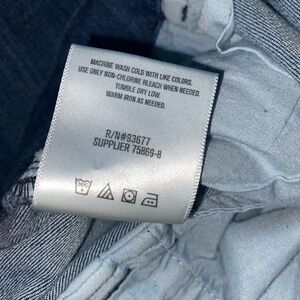 MACHINE WASH COLD WITH LIKE COLORS.
USE ONLY NON-CHLORINE BLEACH WHEN NEEDED.
TUMBLE DRY LOW.
WARM IRON AS NEEDED.
R/N#93677
SUPPLIER 75869-8